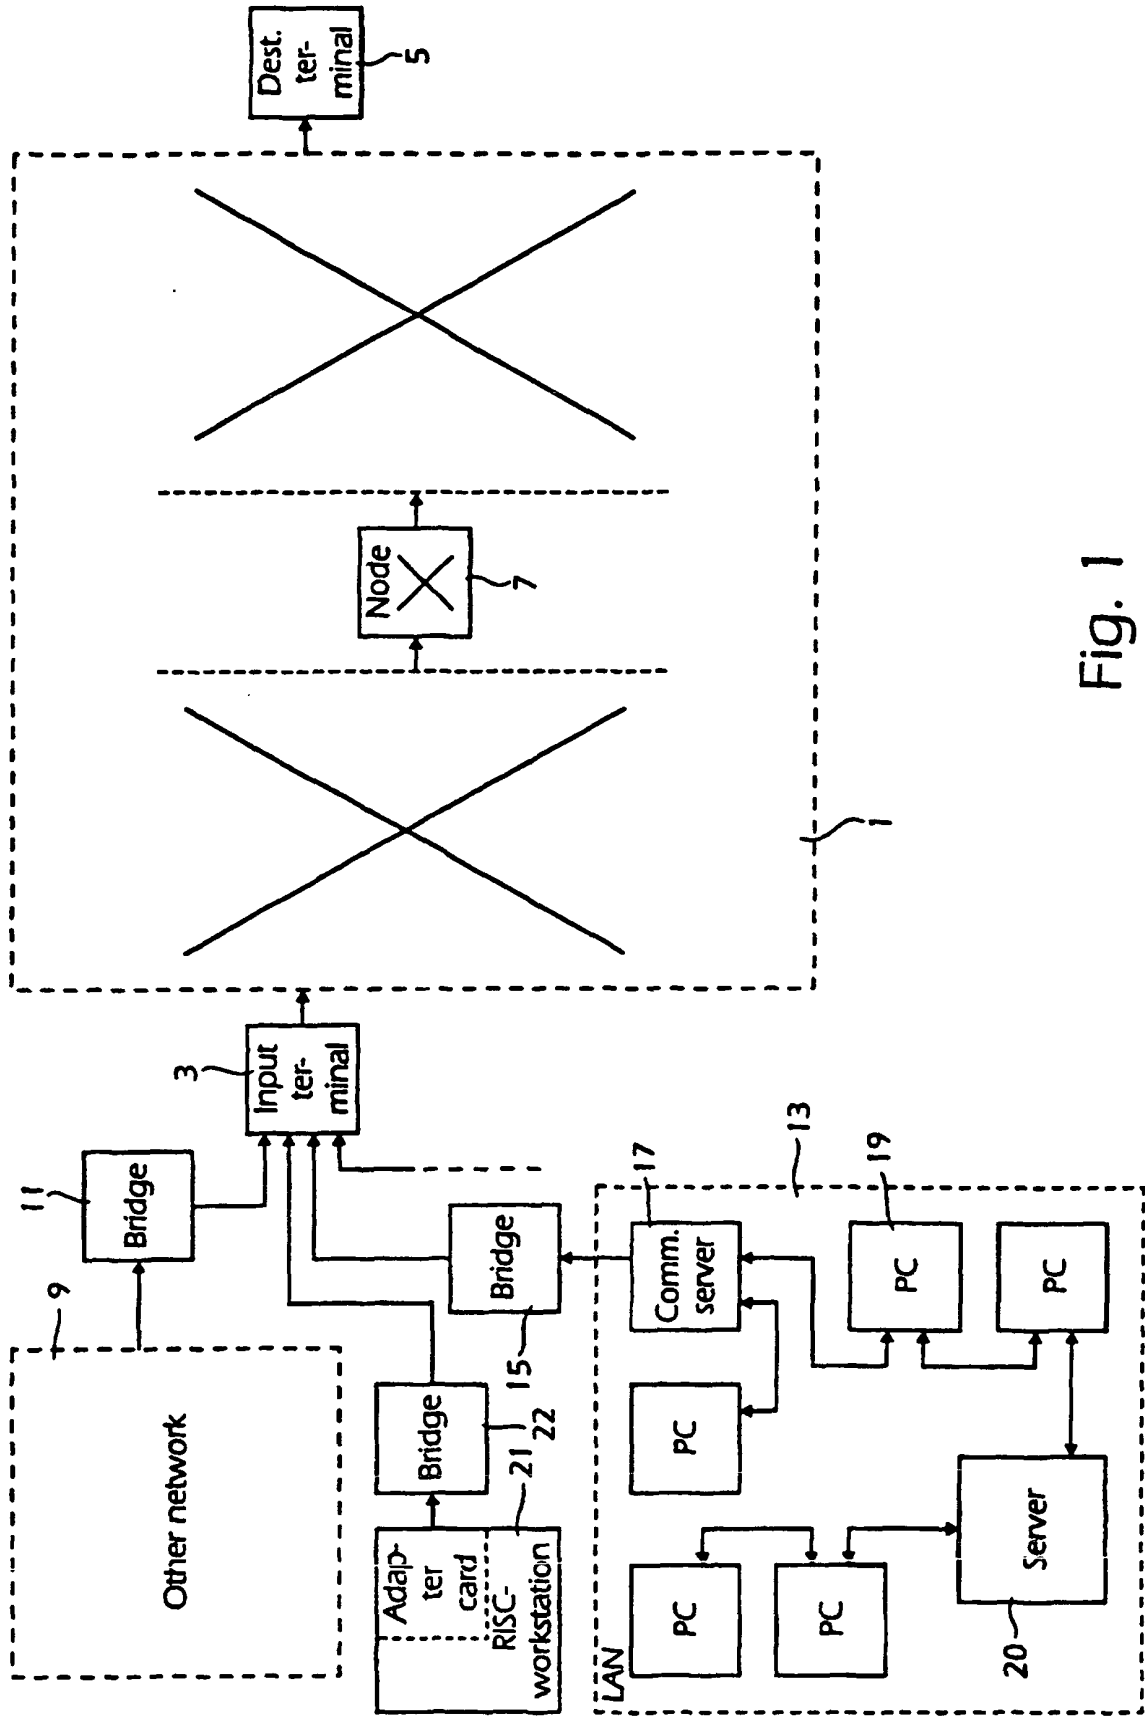 Other network
9
11
Bridge
3
Input
ter-
minal
Dest.
ter-
minal
5
Node
7
1
Adap-
ter
card
RISC-
workstation
21
Bridge
22
Bridge
15
LAN
13
Comm.
server
17
PC
PC
19
PC
PC
PC
Server
20
Fig. 1